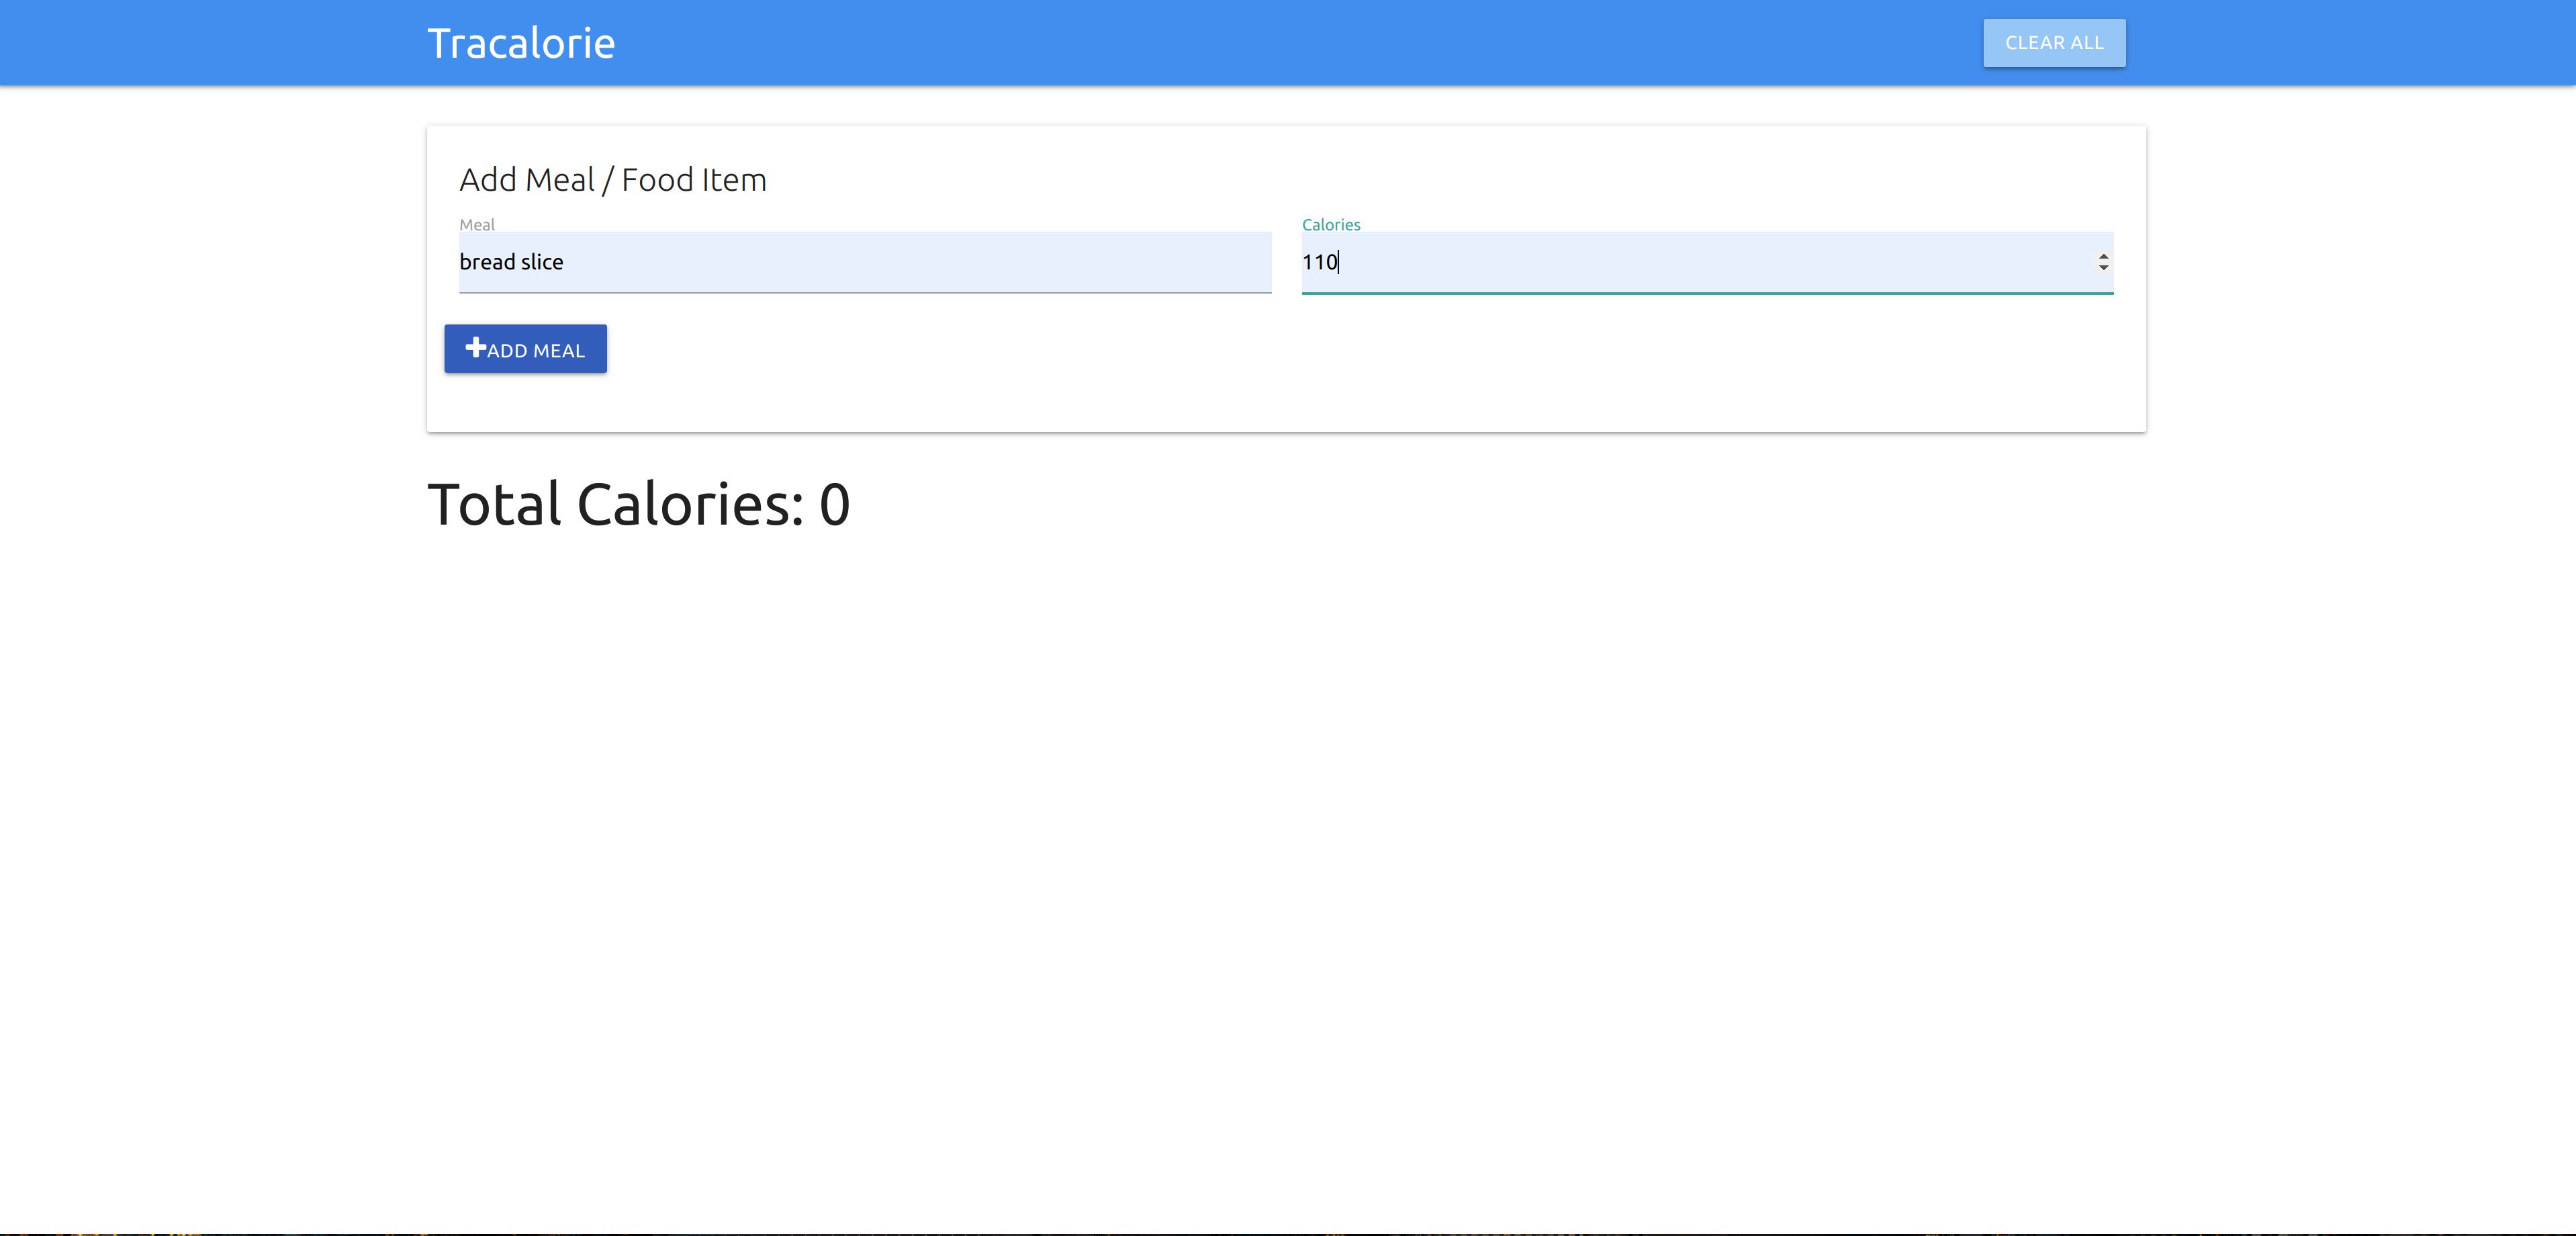 Tracalorie
CLEAR ALL
Add Meal / Food Item
Meal
Calories
bread slice
110
ADD MEAL
Total Calories: 0